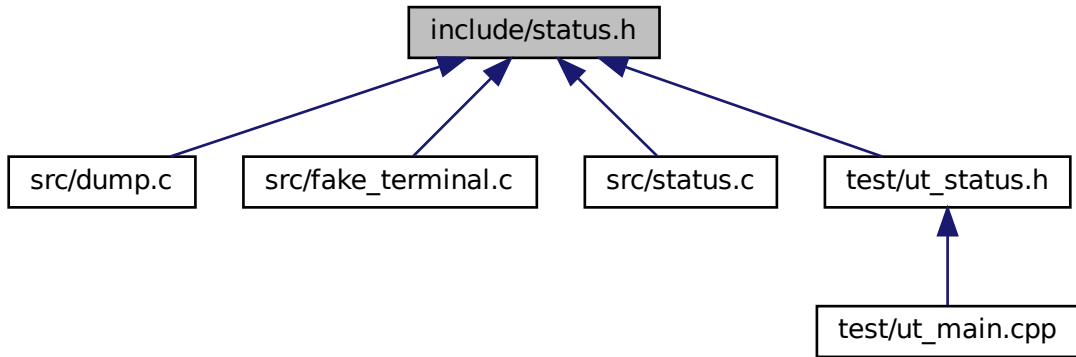 include/status.h
src/dump.c
src/fake_terminal.c
src/status.c
test/ut_status.h
test/ut_main.cpp